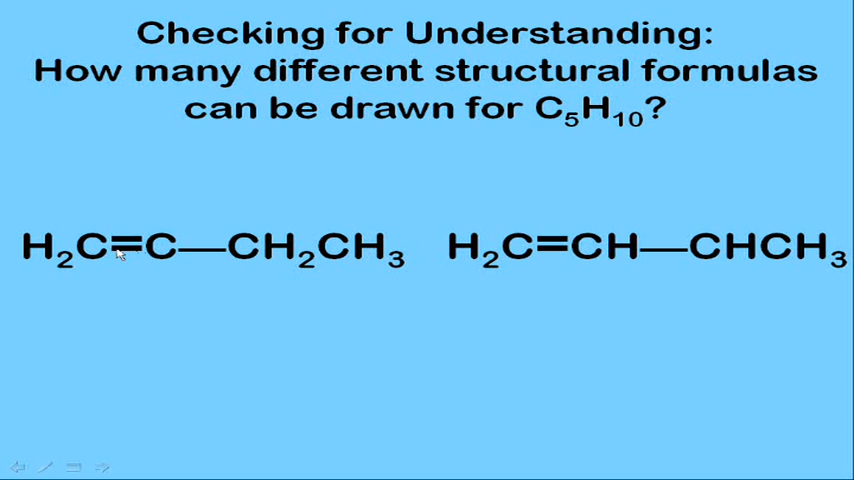 Checking for Understanding:
How many different structural formulas
can be drawn for C₅H₁₀?
H₂C=C—CH₂CH₃ H₂C=CH—CHCH₃